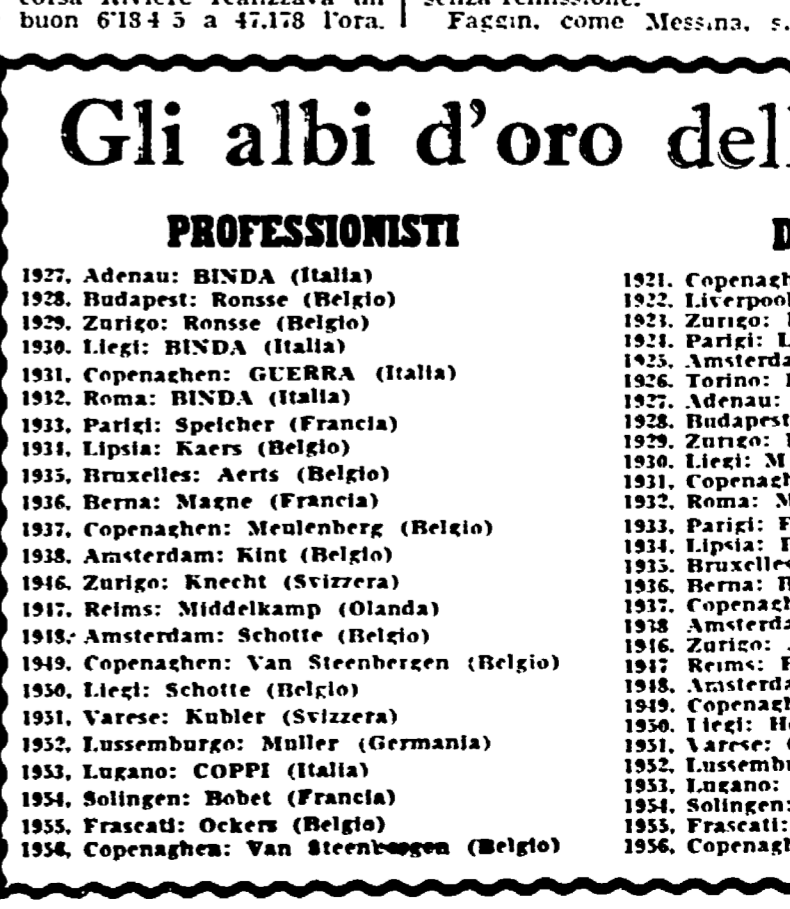 buon 6'184 5 a 47.178 l'ora.
Faggin, come Messina, s.
Gli albi d'oro dell
PROFESSIONISTI
1927, Adenau: BINDA (Italia)
1928. Budapest: Ronsse (Belgio)
1929. Zurigo: Ronsse (Belgio)
1930. Liegi: BINDA (Italia)
1931, Copenaghen: GUERRA (Italia)
1932, Roma: BINDA (Italia)
1933, Parigi: Speicher (Francia)
1934, Lipsia: Kaers (Belgio)
1935, Bruxelles: Aerts (Belgio)
1936, Berna: Magne (Francia)
1937, Copenaghen: Meulenberg (Belgio)
1938. Amsterdam: Kint (Belgio)
1946. Zurigo: Knecht (Svizzera)
1947. Reims: Middelkamp (Olanda)
1948. Amsterdam: Schotte (Belgio)
1949. Copenaghen: Van Steenbergen (Belgio)
1950. Liegi: Schotte (Belgio)
1951, Varese: Kubler (Svizzera)
1952, Lussemburgo: Muller (Germania)
1953, Lugano: COPPI (Italia)
1954, Solingen: Bobet (Francia)
1955, Frascati: Ockers (Belgio)
1956, Copenaghen: Van Steenbergen (Belgio)
D
1921. Copenagh
1922. Liverpool
1923. Zurigo:
1924. Parigi: L
1925. Amsterda
1926. Torino:
1927. Adenau:
1928. Budapest
1929. Zurigo:
1930. Liegi: M
1931, Copenagh
1932, Roma: M
1933, Parigi: F
1934, Lipsia:
1935. Bruxelles
1936, Berna: B
1937. Copenagh
1938 Amsterda
1946. Zurigo:
1947 Reims:
1948. Amsterda
1949. Copenagh
1950. Liegi: He
1951, Varese:
1952, Lussembu
1953, Lugano:
1954. Solingen:
1955, Frascati:
1956, Copenagh